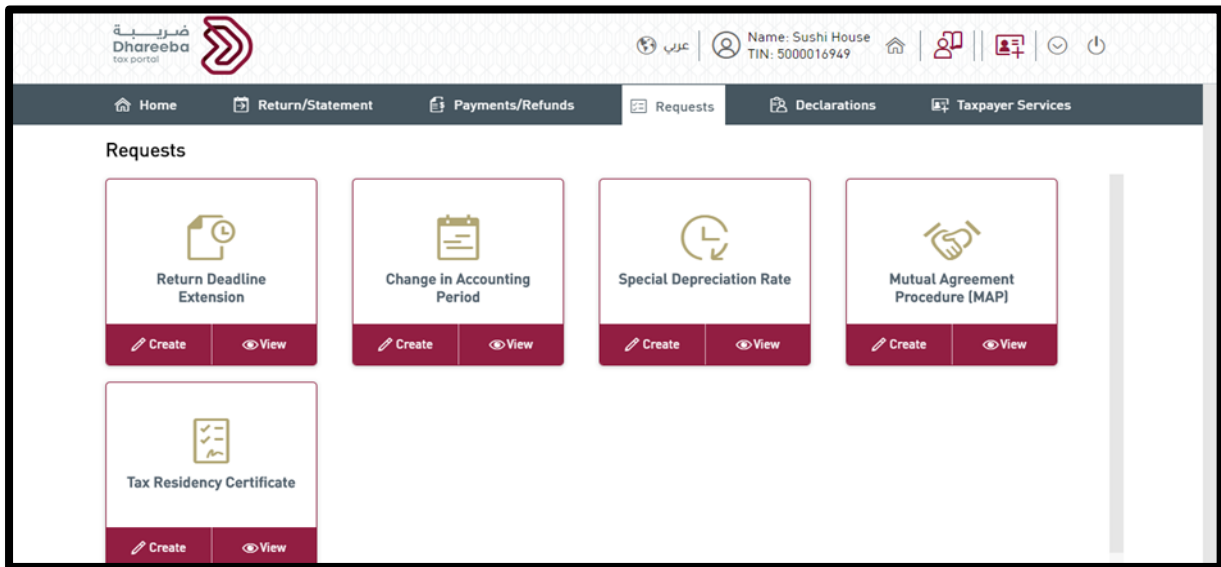 ضريبة
Dhareeba
tax portal
عربي
Name: Sushi House
TIN: 5000016949
Home
Return/Statement
Payments/Refunds
Requests
Declarations
Taxpayer Services
Requests
Return Deadline
Extension
Create
View
Change in Accounting
Period
Create
View
Special Depreciation Rate
Create
View
Mutual Agreement
Procedure (MAP)
Create
View
Tax Residency Certificate
Create
View